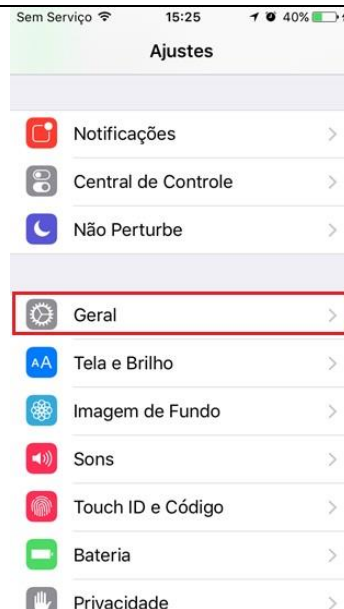 Sem Serviço 15:25 40%
Ajustes
Notificações
Central de Controle
Não Perturbe
Geral
AA Tela e Brilho
Imagem de Fundo
Sons
Touch ID e Código
Bateria
Privacidade